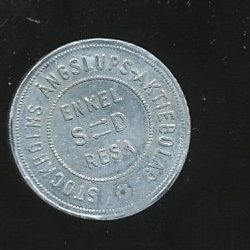 STOCKHOLMS ÅNGSLUPS-AKTIEBOLAG
ENKEL
S⇌D
RESA